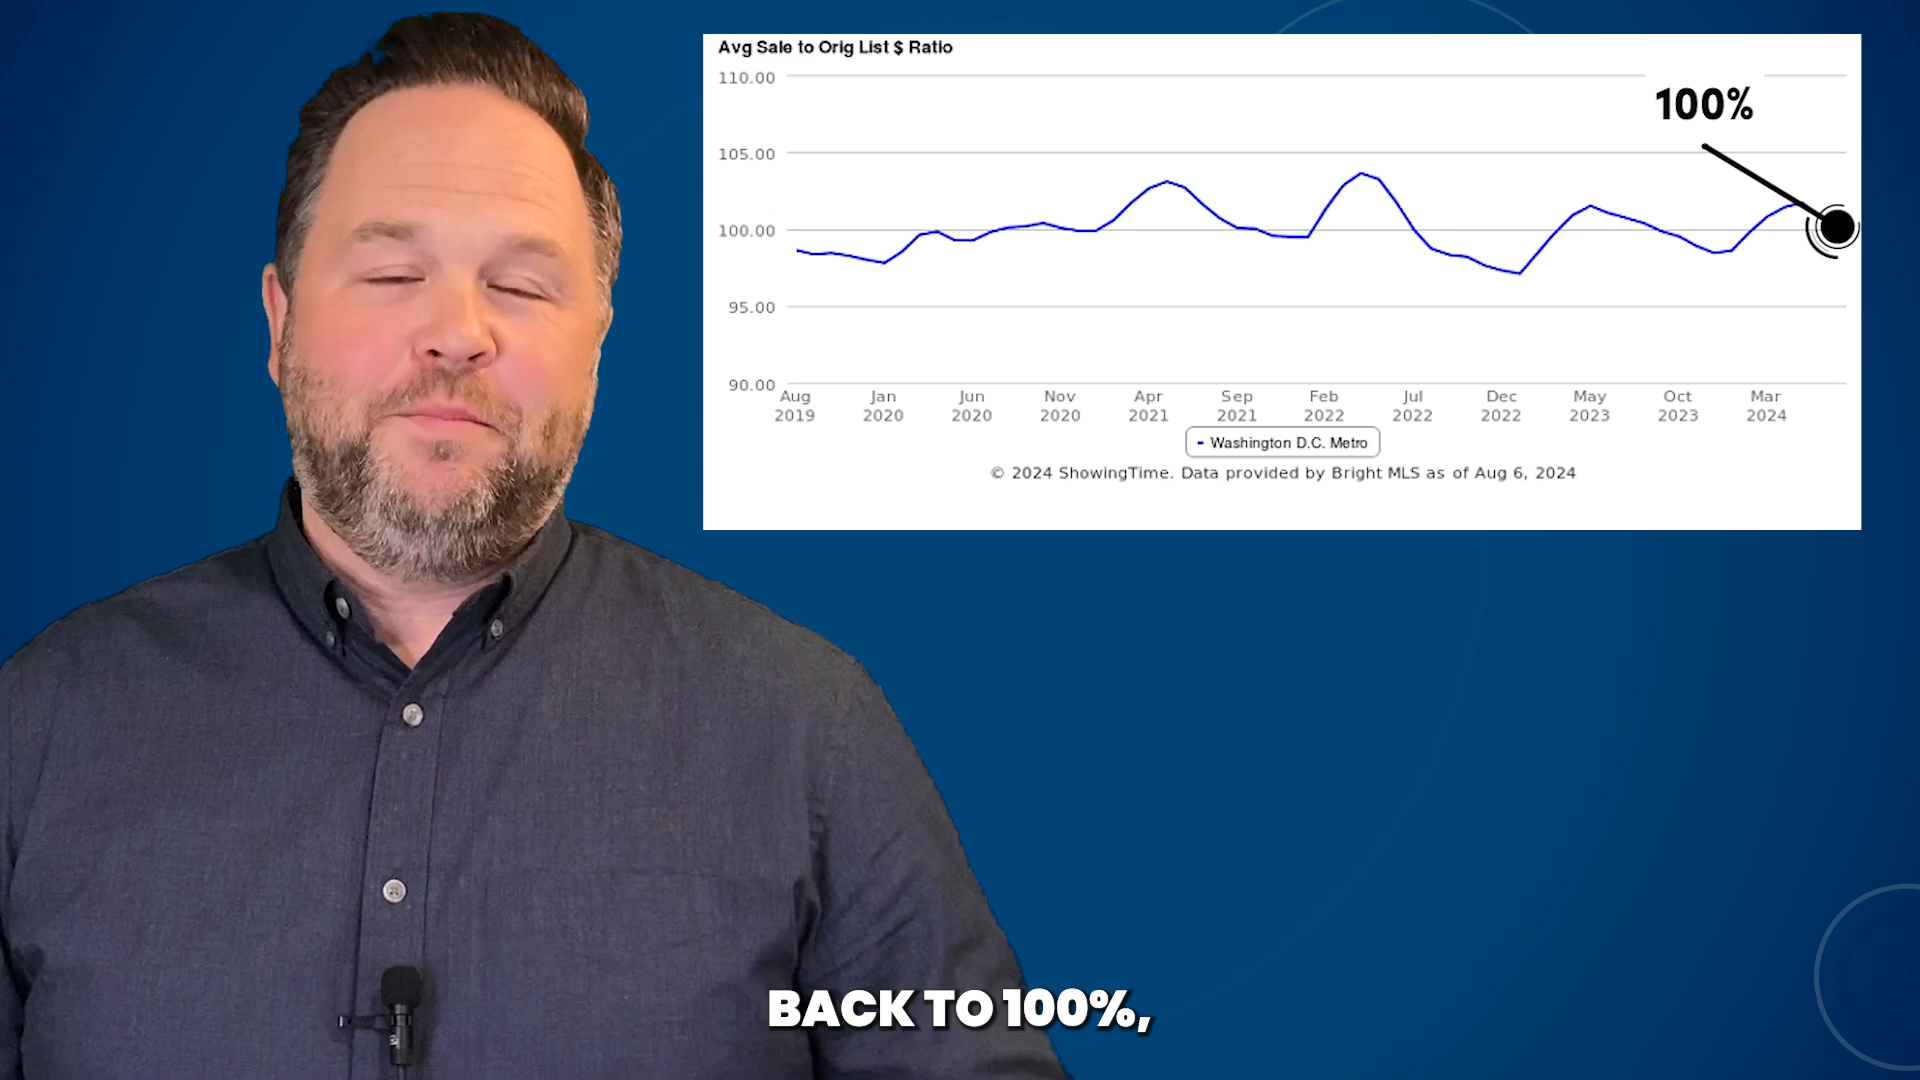 Avg Sale to Orig List $ Ratio
110.00
105.00
100.00
95.00
90.00
100%
Aug 2019
Jan 2020
Jun 2020
Nov 2020
Apr 2021
Sep 2021
Feb 2022
Jul 2022
Dec 2022
May 2023
Oct 2023
Mar 2024
Washington D.C. Metro
© 2024 ShowingTime. Data provided by Bright MLS as of Aug 6, 2024
BACK TO 100%,